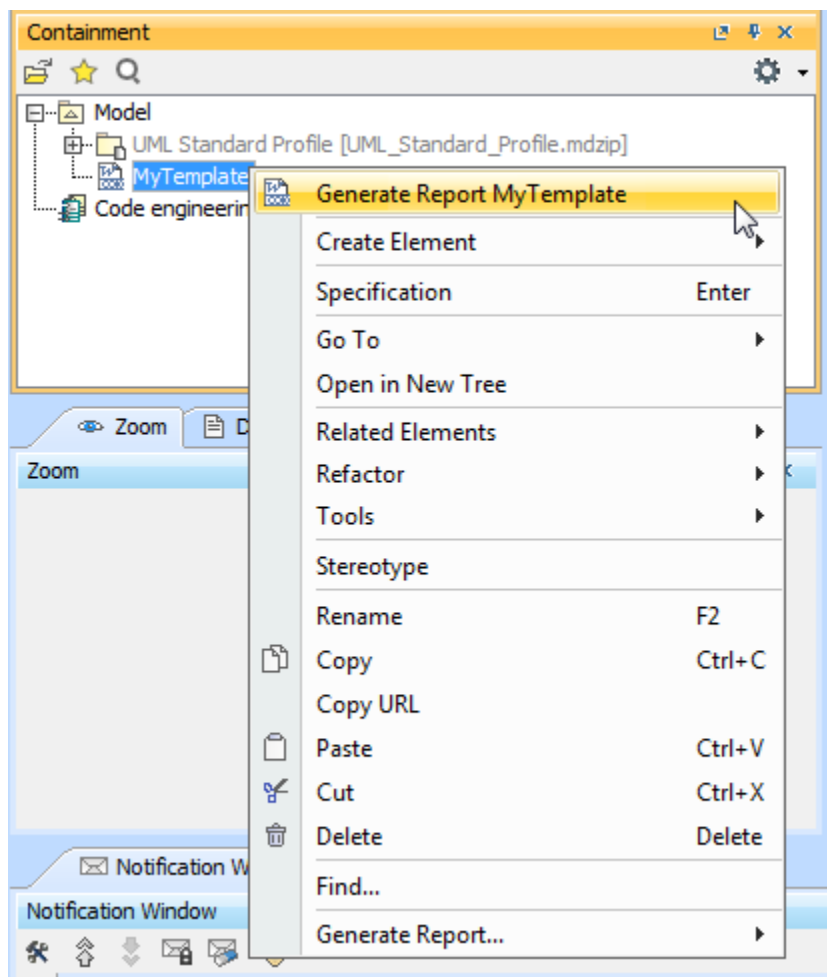 Containment
Model
UML Standard Profile [UML_Standard_Profile.mdzip]
MyTemplate
Code engineerin
Generate Report MyTemplate
Create Element
Specification Enter
Go To
Open in New Tree
Zoom D
Related Elements
Zoom
Refactor
Tools
Stereotype
Rename F2
Copy Ctrl+C
Copy URL
Paste Ctrl+V
Cut Ctrl+X
Delete Delete
Notification W
Find...
Notification Window
Generate Report...